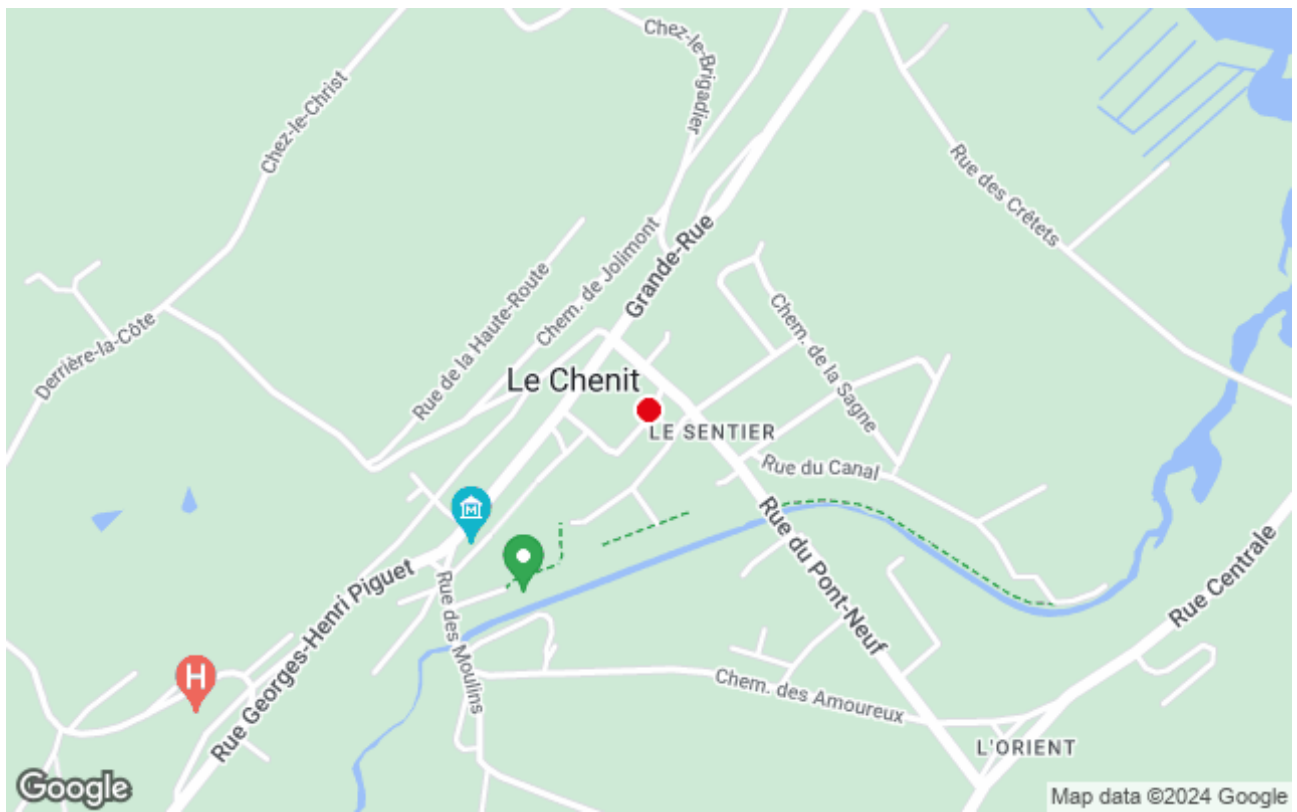 Chez-le-Brigadier
Chez-le-Christ
Rue des Crêtets
Grande-Rue
Chem. de Jolimont
Rue de la Haute-Route
Derrière-la-Côte
Chem. de la Sagne
Le Chenit
LE SENTIER
Rue du Canal
M
Rue du Pont-Neuf
Rue Georges-Henri Piguet
Rue des Moulins
Rue Centrale
H
Chem. des Amoureux
L'ORIENT
Google
Map data ©2024 Google